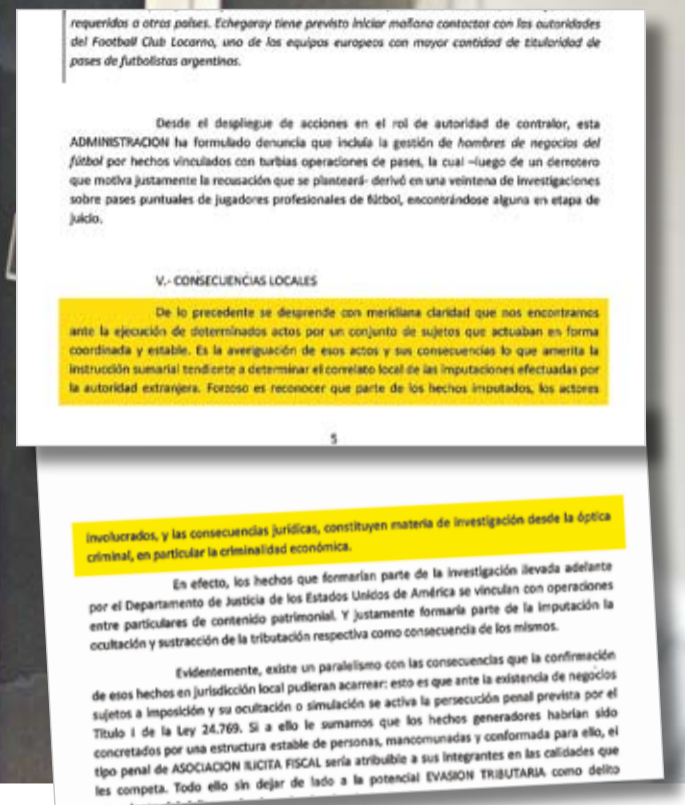 requeridos a otros países. Echegaray tiene previsto iniciar mañana contactos con las autoridades
del Football Club Locarno, uno de los equipos europeos con mayor cantidad de titularidad de
pases de futbolistas argentinos.
Desde el despliegue de acciones en el rol de autoridad de contralor, esta
ADMINISTRACION ha formulado denuncia que incluía la gestión de hombres de negocios del
fútbol por hechos vinculados con turbias operaciones de pases, la cual –luego de un derrotero
que motiva justamente la recusación que se planteará- derivó en una veintena de investigaciones
sobre pases puntuales de jugadores profesionales de fútbol, encontrándose alguna en etapa de
juicio.
V.- CONSECUENCIAS LOCALES
De lo precedente se desprende con meridiana claridad que nos encontramos
ante la ejecución de determinados actos por un conjunto de sujetos que actuaban en forma
coordinada y estable. Es la averiguación de esos actos y sus consecuencias lo que amerita la
instrucción sumarial tendiente a determinar el correlato local de las imputaciones efectuadas por
la autoridad extranjera. Forzoso es reconocer que parte de los hechos imputados, los actores
5
involucrados, y las consecuencias jurídicas, constituyen materia de investigación desde la óptica
criminal, en particular la criminalidad económica.
En efecto, los hechos que formarían parte de la investigación llevada adelante
por el Departamento de Justicia de los Estados Unidos de América se vinculan con operaciones
entre particulares de contenido patrimonial. Y justamente formaría parte de la imputación la
ocultación y sustracción de la tributación respectiva como consecuencia de los mismos.
Evidentemente, existe un paralelismo con las consecuencias que la confirmación
de esos hechos en jurisdicción local pudieran acarrear: esto es que ante la existencia de negocios
sujetos a imposición y su ocultación o simulación se activa la persecución penal prevista por el
Titulo I de la Ley 24.769. Si a ello le sumamos que los hechos generadores habrían sido
concretados por una estructura estable de personas, mancomunadas y conformada para ello, el
tipo penal de ASOCIACION ILICITA FISCAL sería atribuible a sus integrantes en las calidades que
les competa. Todo ello sin dejar de lado a la potencial EVASION TRIBUTARIA como delito